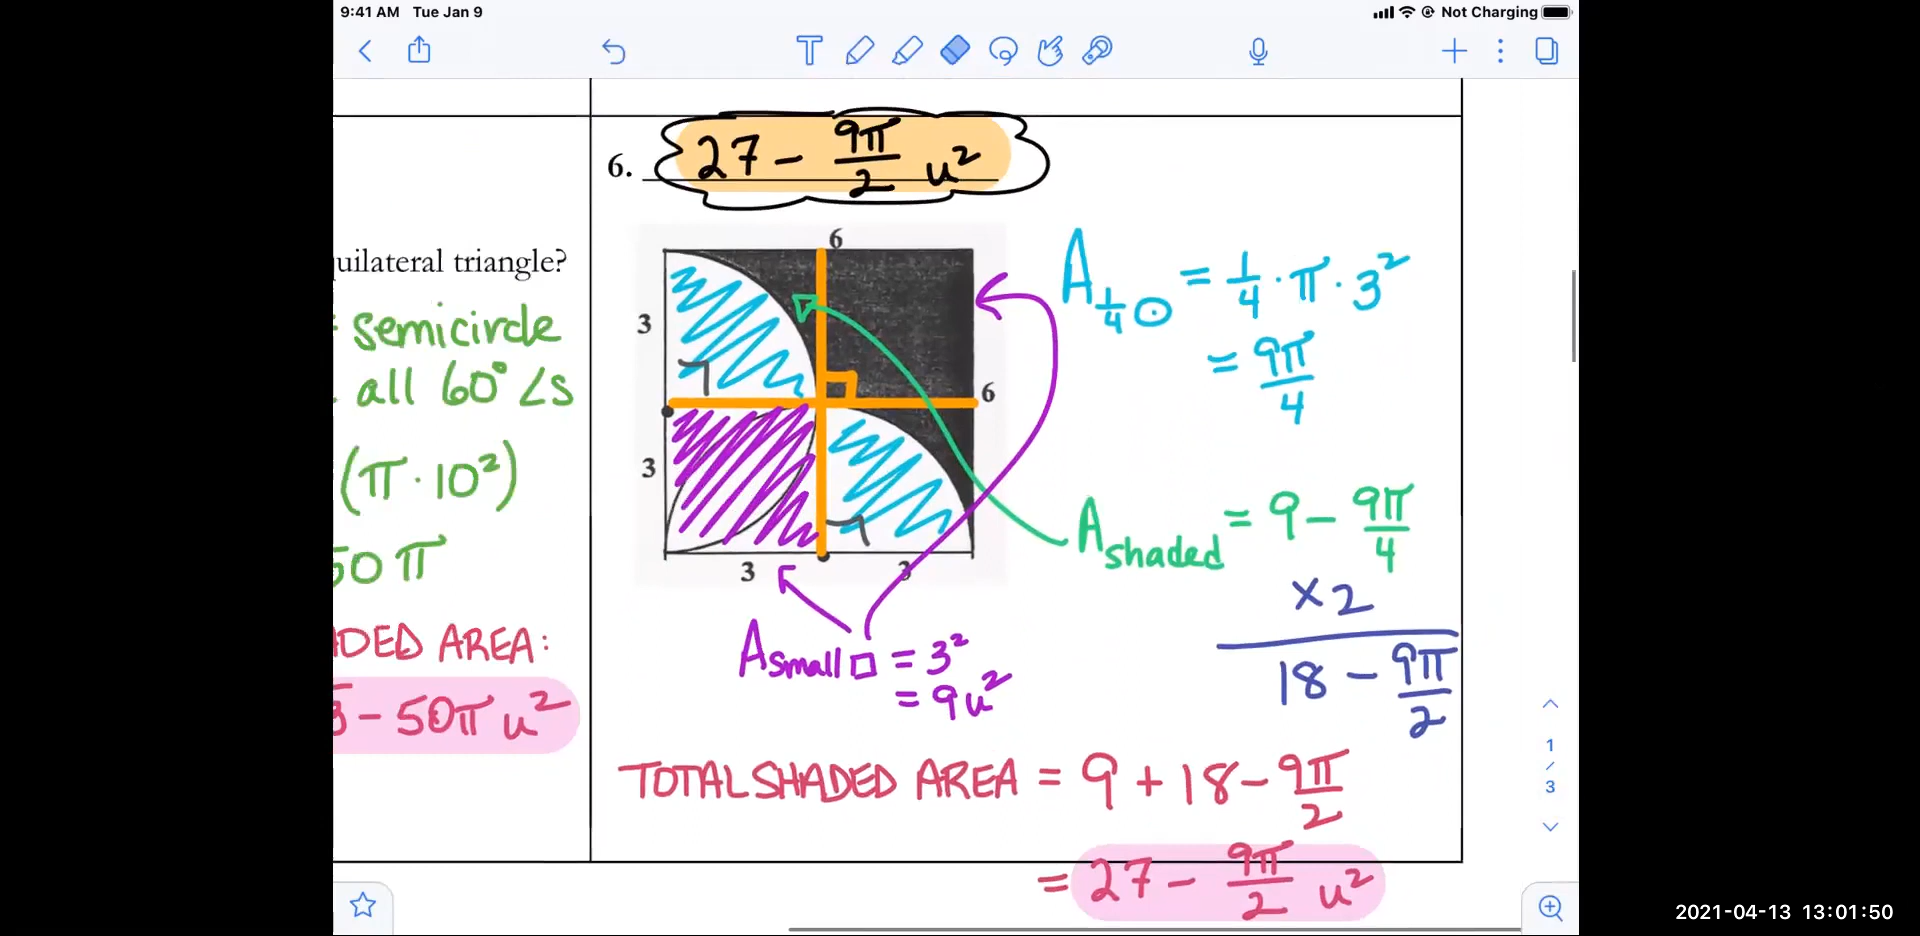 9:41 AM Tue Jan 9
Not Charging
6. 27 - 9π/2 u²
uilateral triangle?
semicircle
all 60° ∠s
(π · 10²)
50π
DED AREA:
- 50π u²
6
3
6
3
3
3
A 1/4 ⊙ = 1/4 · π · 3²
= 9π/4
A shaded = 9 - 9π/4
× 2
18 - 9π/2
A small □ = 3²
= 9u²
TOTAL SHADED AREA = 9 + 18 - 9π/2
= 27 - 9π/2 u²
1
/
3
2021-04-13 13:01:50